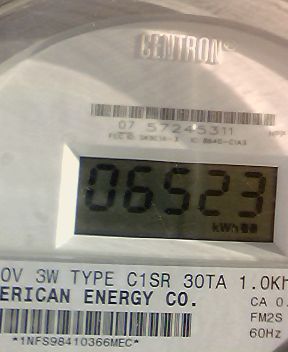 CENTRON®
07 57245311
06523
kWh
0V 3W TYPE C1SR 30TA 1.0Kh
ERICAN ENERGY CO.
CA 0.
FM2S
60Hz
*1NFS98410366MEC*